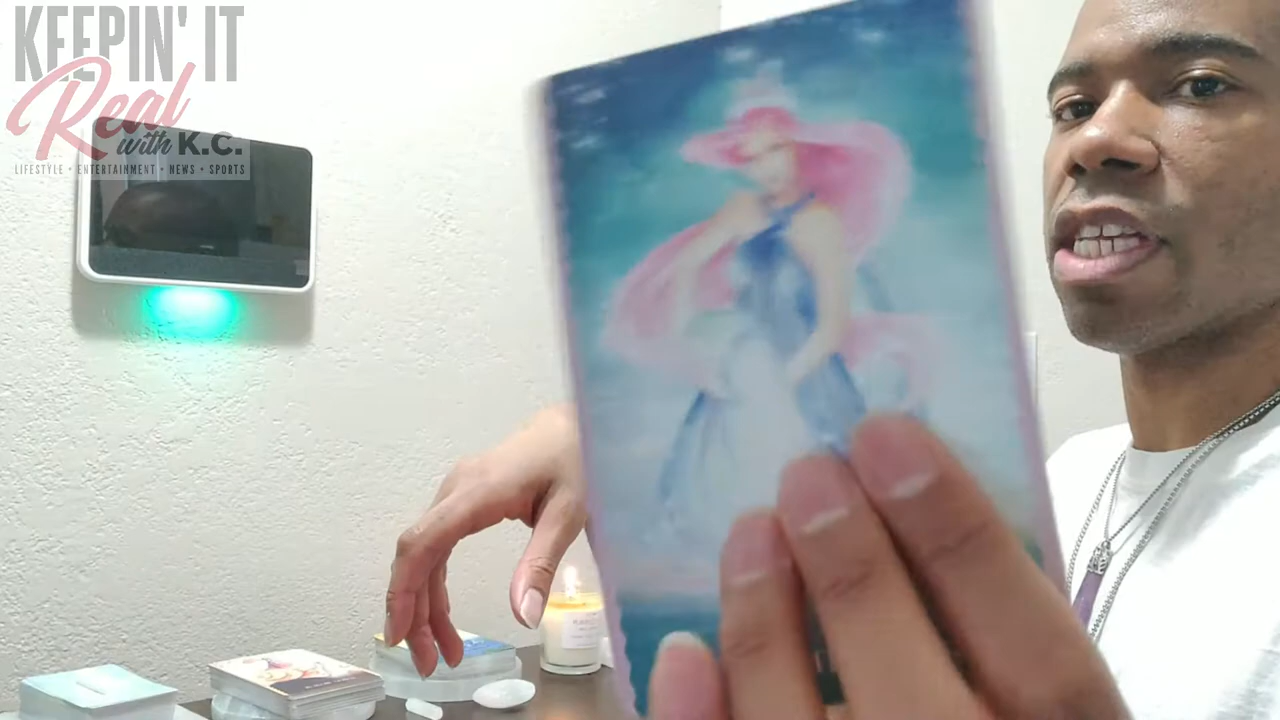 KEEPIN' IT
Real
with K.C.
LIFESTYLE • ENTERTAINMENT • NEWS • SPORTS